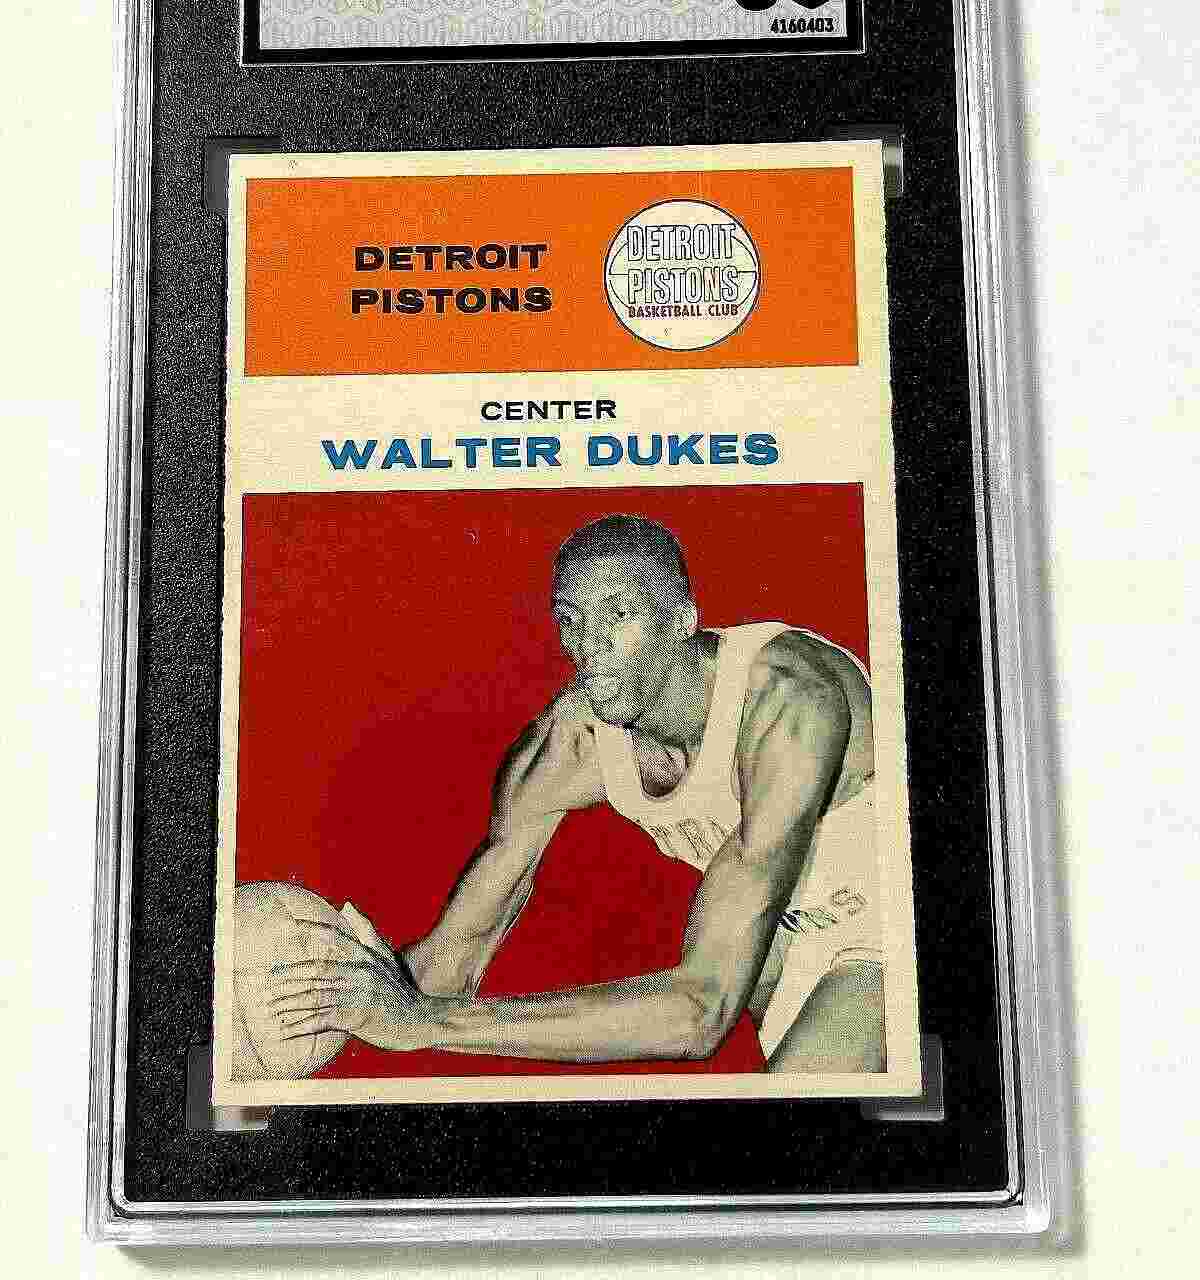 4160403
DETROIT
PISTONS
DETROIT
PISTONS
BASKETBALL CLUB
CENTER
WALTER DUKES